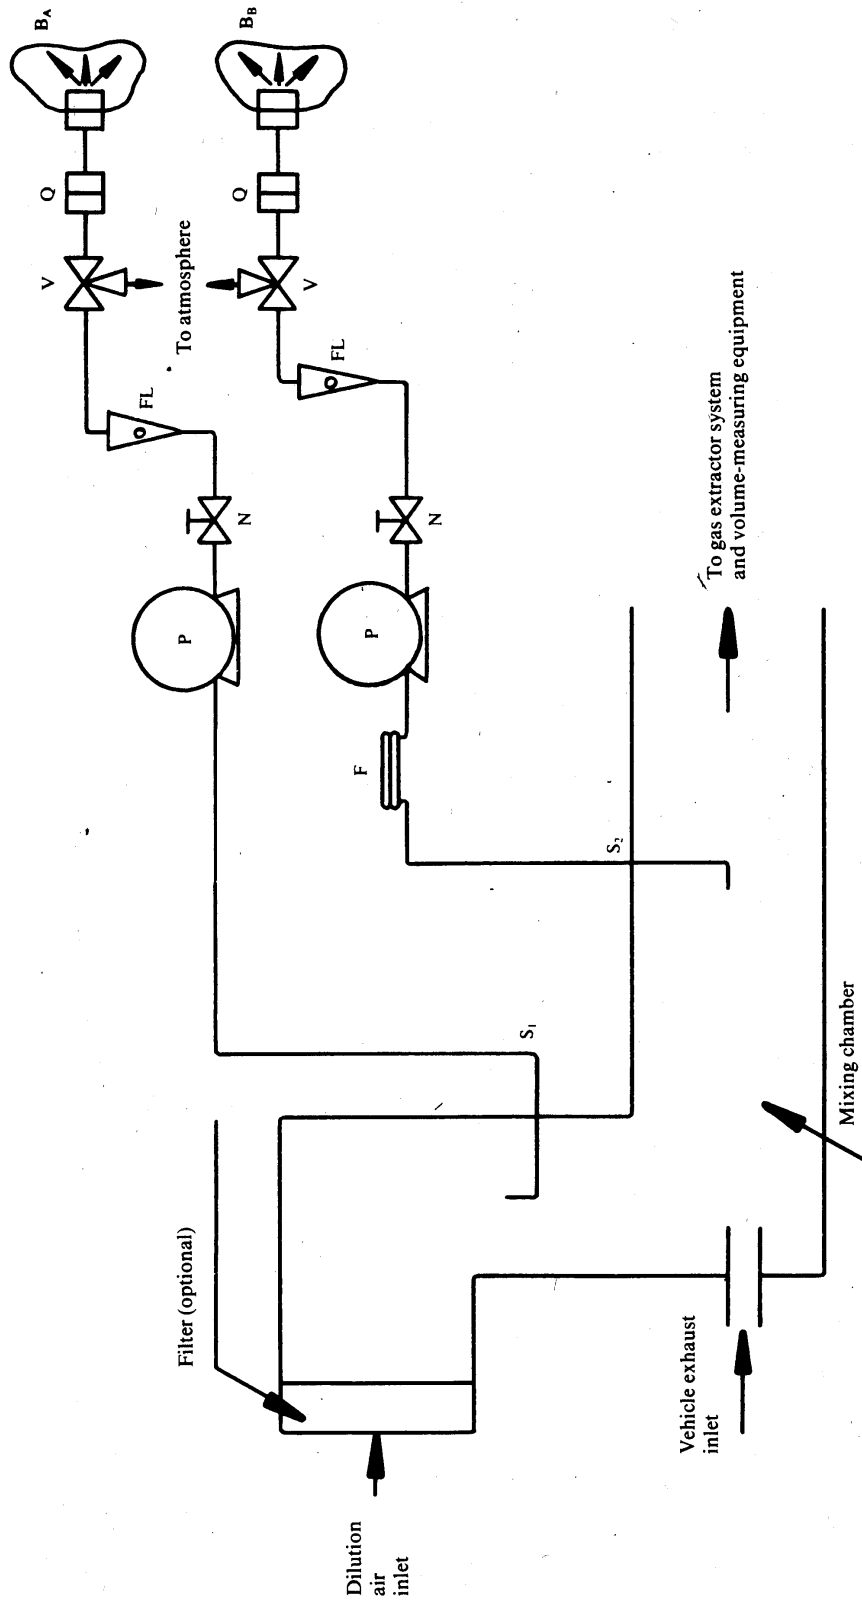 B_A
B_B
Q
Q
V
V
To atmosphere
FL
FL
N
N
P
P
F
To gas extractor system
and volume-measuring equipment
S_2
S_1
Mixing chamber
Filter (optional)
Vehicle exhaust
inlet
Dilution
air
inlet